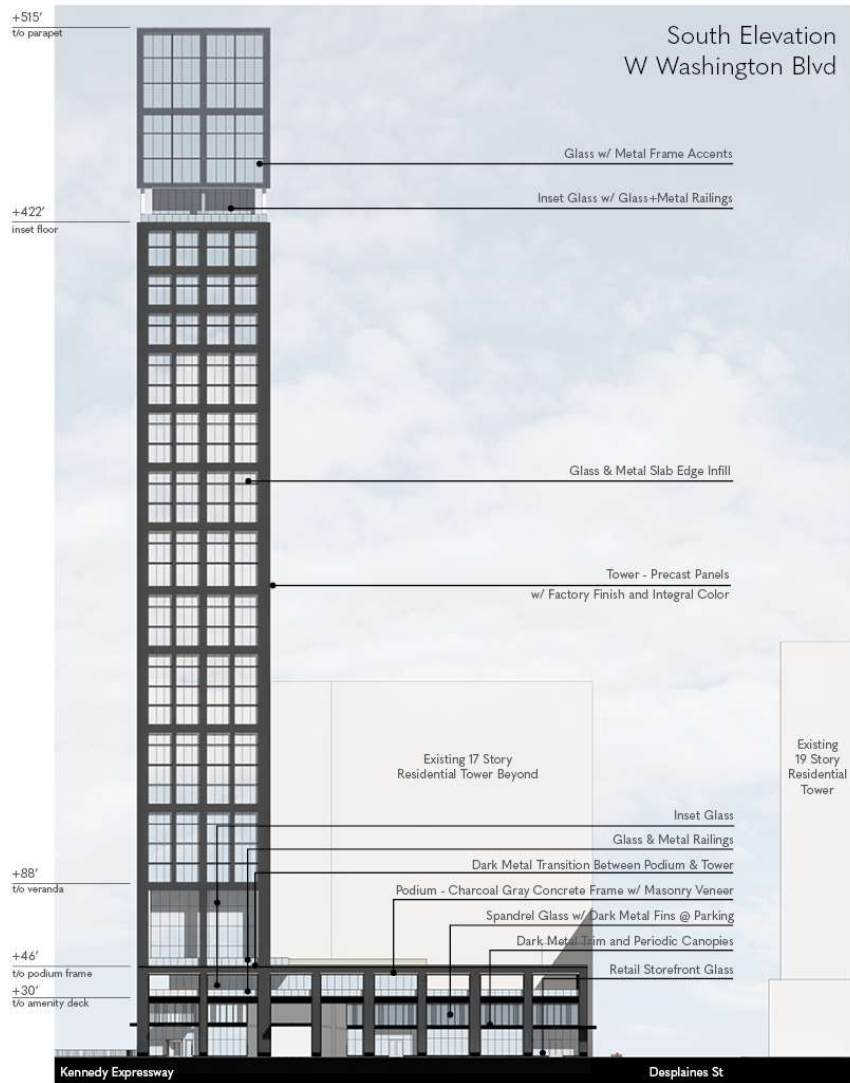 +515'
t/o parapet
South Elevation
W Washington Blvd
Glass w/ Metal Frame Accents
Inset Glass w/ Glass+Metal Railings
+422'
inset floor
Glass & Metal Slab Edge Infill
Tower - Precast Panels
w/ Factory Finish and Integral Color
Existing 17 Story
Residential Tower Beyond
Existing
19 Story
Residential
Tower
Inset Glass
Glass & Metal Railings
Dark Metal Transition Between Podium & Tower
+88'
t/o veranda
Podium - Charcoal Gray Concrete Frame w/ Masonry Veneer
Spandrel Glass w/ Dark Metal Fins @ Parking
Dark Metal Trim and Periodic Canopies
+46'
t/o podium frame
Retail Storefront Glass
+30'
t/o amenity deck
Kennedy Expressway
Desplaines St